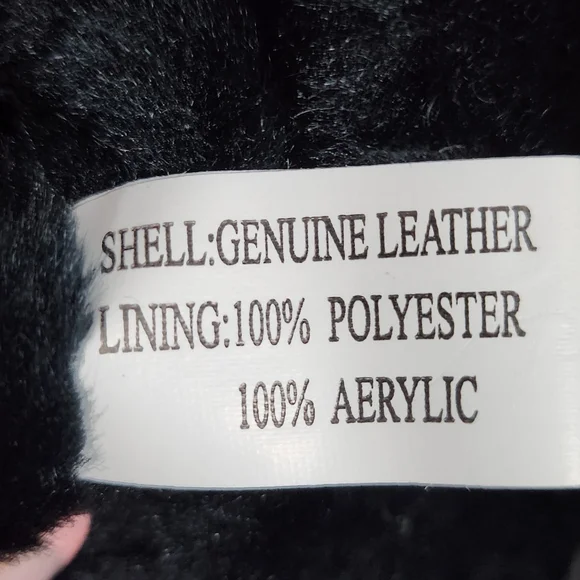 SHELL:GENUINE LEATHER
LINING:100% POLYESTER
100% AERYLIC